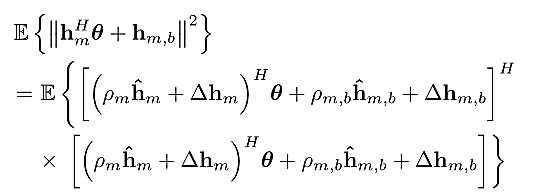 𝔼{‖𝐡_m^H 𝛉 + 𝐡_{m,b}‖^2}
= 𝔼{[(ρ_m 𝐡̂_m + Δ𝐡_m)^H 𝛉 + ρ_{m,b} 𝐡̂_{m,b} + Δ𝐡_{m,b}]^H
× [(ρ_m 𝐡̂_m + Δ𝐡_m)^H 𝛉 + ρ_{m,b} 𝐡̂_{m,b} + Δ𝐡_{m,b}]}